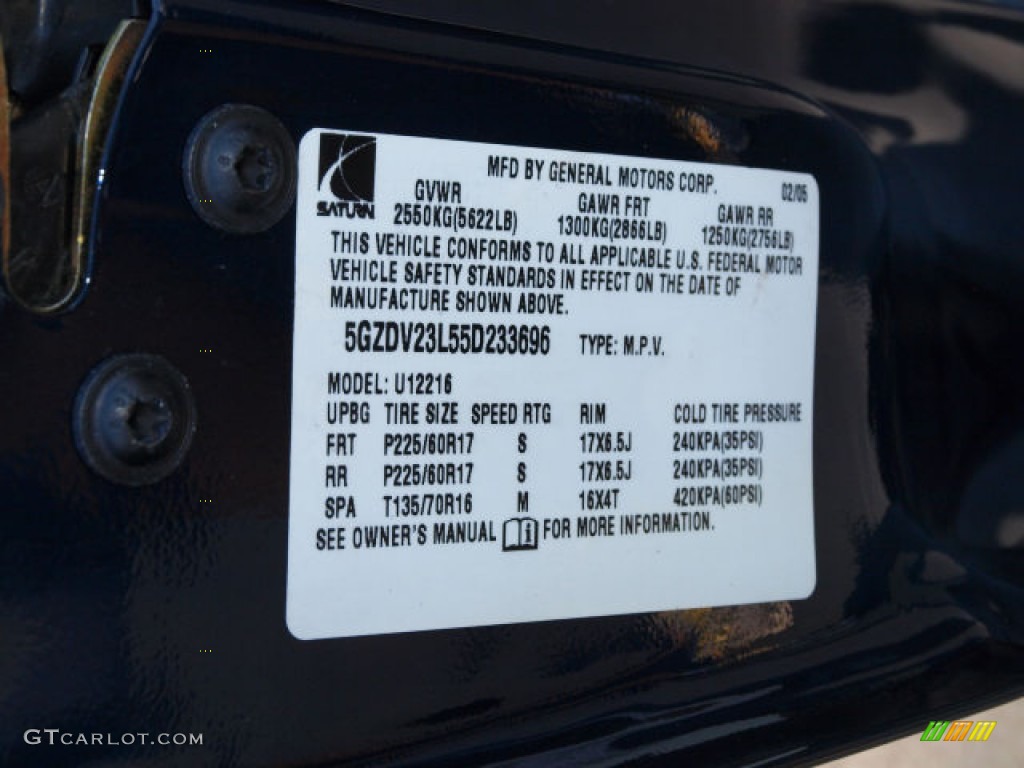 MFD BY GENERAL MOTORS CORP. 02/05
SATURN
GVWR GAWR FRT GAWR RR
2550KG(5622LB) 1300KG(2866LB) 1250KG(2756LB)
THIS VEHICLE CONFORMS TO ALL APPLICABLE U.S. FEDERAL MOTOR
VEHICLE SAFETY STANDARDS IN EFFECT ON THE DATE OF
MANUFACTURE SHOWN ABOVE.
5GZDV23L55D233696 TYPE: M.P.V.
MODEL: U12216
UPBG TIRE SIZE SPEED RTG RIM COLD TIRE PRESSURE
FRT P225/60R17 S 17X6.5J 240KPA(35PSI)
RR P225/60R17 S 17X6.5J 240KPA(35PSI)
SPA T135/70R16 M 16X4T 420KPA(60PSI)
SEE OWNER'S MANUAL i FOR MORE INFORMATION.
GTCARLOT.COM